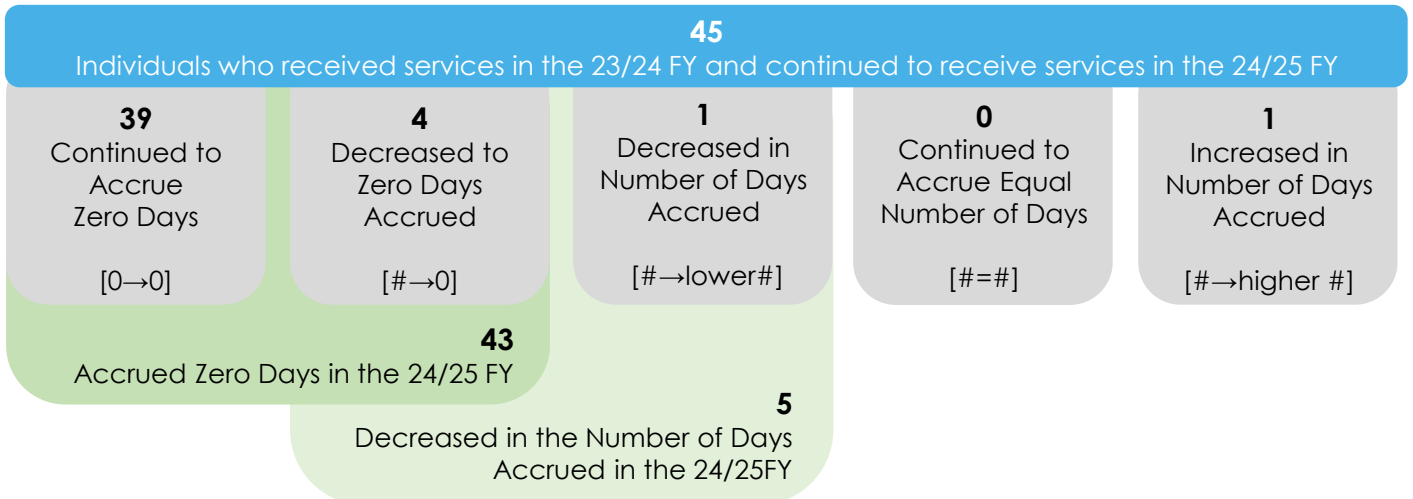 45
Individuals who received services in the 23/24 FY and continued to receive services in the 24/25 FY
39
Continued to
Accrue
Zero Days
[0→0]
4
Decreased to
Zero Days
Accrued
[#→0]
1
Decreased in
Number of Days
Accrued
[#→lower#]
0
Continued to
Accrue Equal
Number of Days
[#=#]
1
Increased in
Number of Days
Accrued
[#→higher #]
43
Accrued Zero Days in the 24/25 FY
5
Decreased in the Number of Days
Accrued in the 24/25FY